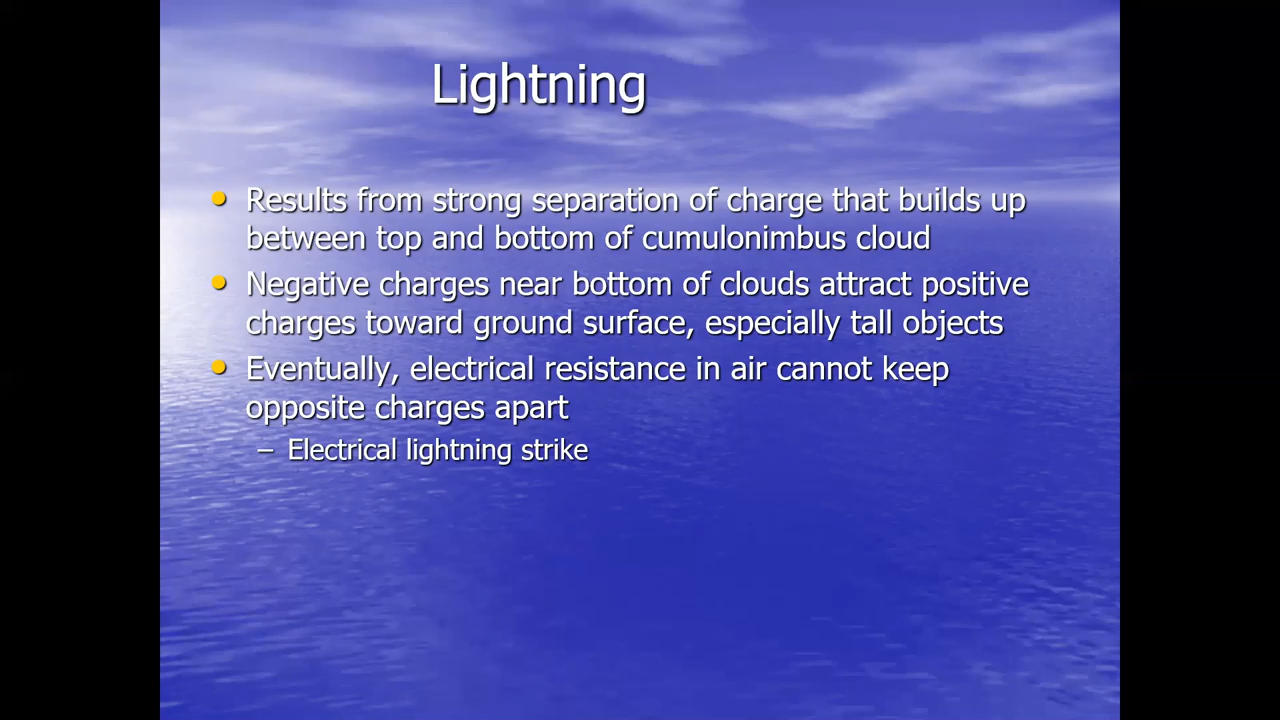 Lightning
• Results from strong separation of charge that builds up
between top and bottom of cumulonimbus cloud
• Negative charges near bottom of clouds attract positive
charges toward ground surface, especially tall objects
• Eventually, electrical resistance in air cannot keep
opposite charges apart
– Electrical lightning strike